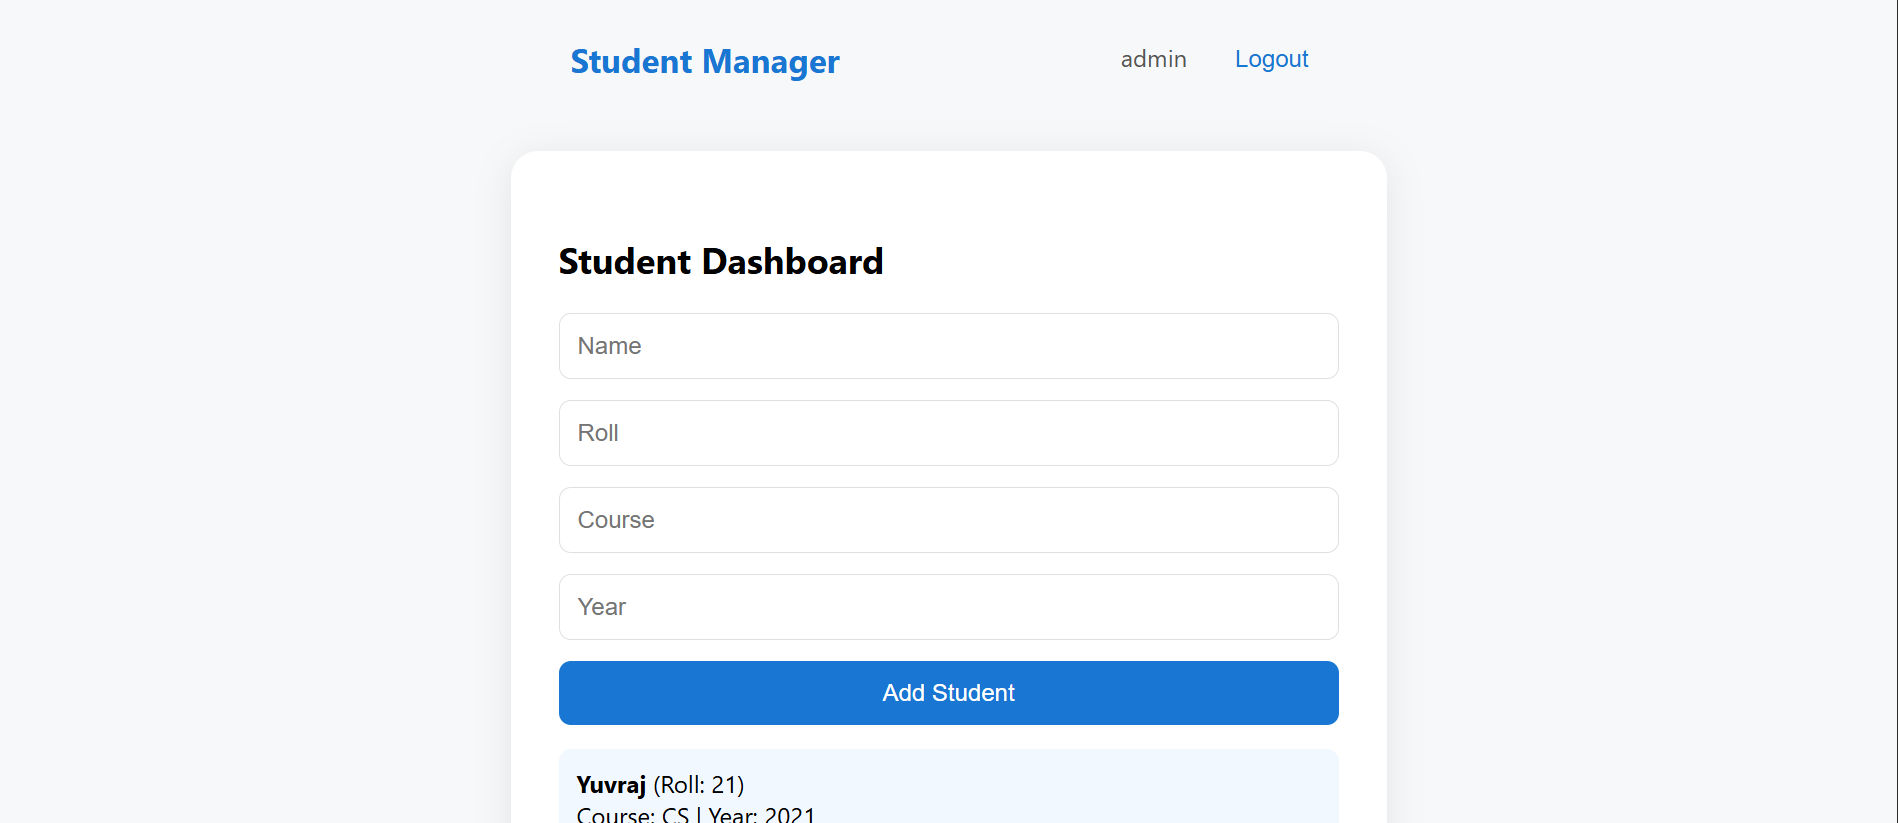 Student Manager
admin Logout
Student Dashboard
Name
Roll
Course
Year
Add Student
Yuvraj (Roll: 21)
Course: CS | Year: 2021